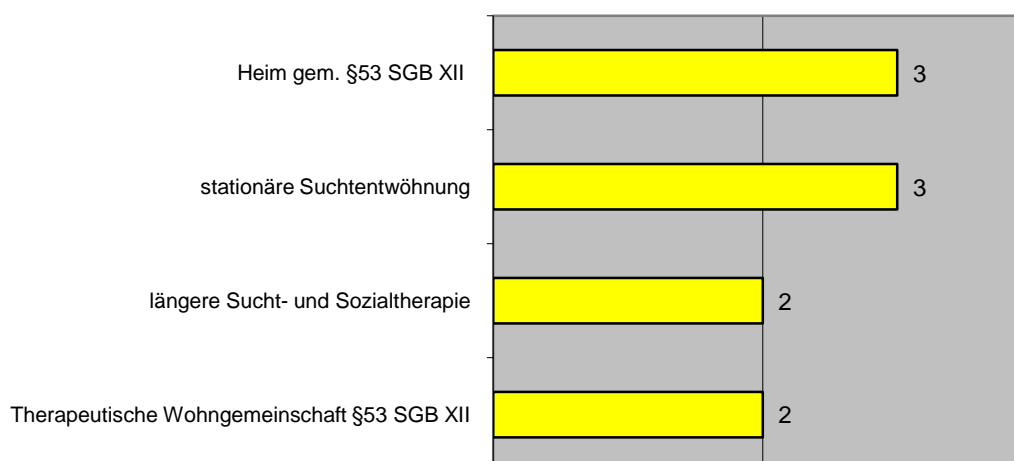 Heim gem. §53 SGB XII 3
stationäre Suchtentwöhnung 3
längere Sucht- und Sozialtherapie 2
Therapeutische Wohngemeinschaft §53 SGB XII 2